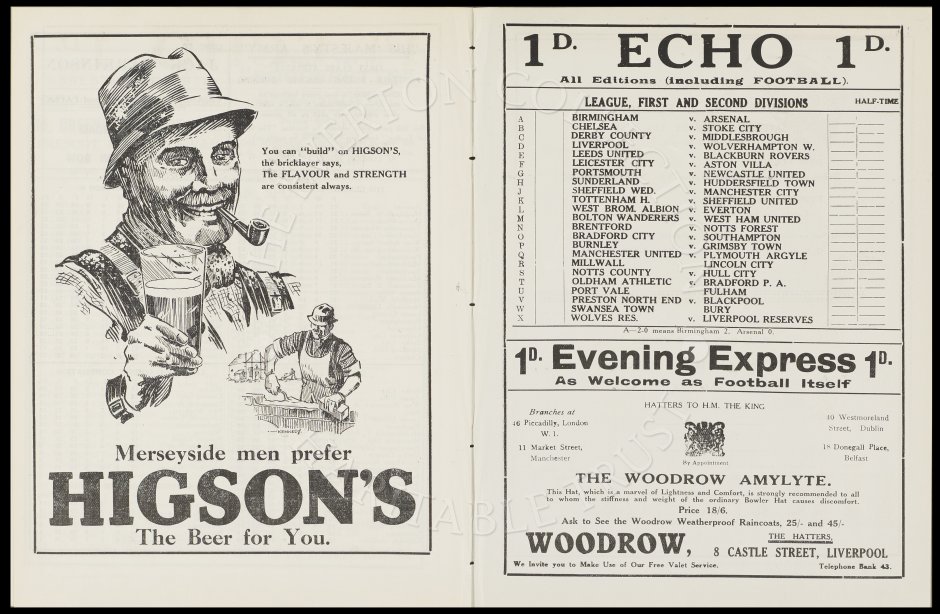 You can "build" on HIGSON'S,
the bricklayer says,
The FLAVOUR and STRENGTH
are consistent always.
Merseyside men prefer
HIGSON'S
The Beer for You.
1D. ECHO 1D.
All Editions (including FOOTBALL).
LEAGUE, FIRST AND SECOND DIVISIONS HALF-TIME
A BIRMINGHAM v. ARSENAL
B CHELSEA v. STOKE CITY
C DERBY COUNTY v. MIDDLESBROUGH
D LIVERPOOL v. WOLVERHAMPTON W.
E LEEDS UNITED v. BLACKBURN ROVERS
F LEICESTER CITY v. ASTON VILLA
G PORTSMOUTH v. NEWCASTLE UNITED
H SUNDERLAND v. HUDDERSFIELD TOWN
J SHEFFIELD WED. v. MANCHESTER CITY
K TOTTENHAM H. v. SHEFFIELD UNITED
L WEST BROM. ALBION v. EVERTON
M BOLTON WANDERERS v. WEST HAM UNITED
N BRENTFORD v. NOTTS FOREST
O BRADFORD CITY v. SOUTHAMPTON
P BURNLEY v. GRIMSBY TOWN
Q MANCHESTER UNITED v. PLYMOUTH ARGYLE
R MILLWALL LINCOLN CITY
S NOTTS COUNTY v. HULL CITY
T OLDHAM ATHLETIC v. BRADFORD P. A.
U PORT VALE FULHAM
V PRESTON NORTH END v. BLACKPOOL
W SWANSEA TOWN BURY
X WOLVES RES. v. LIVERPOOL RESERVES
A—2-0 means Birmingham 2. Arsenal 0.
1D. Evening Express 1D.
As Welcome as Football Itself
HATTERS TO H.M. THE KING
Branches at
46 Piccadilly, London
W. 1.
11 Market Street,
Manchester
By Appointment
10 Westmoreland
Street, Dublin
18 Donegall Place,
Belfast
THE WOODROW AMYLYTE.
This Hat, which is a marvel of Lightness and Comfort, is strongly recommended to all
to whom the stiffness and weight of the ordinary Bowler Hat causes discomfort.
Price 18/6.
Ask to See the Woodrow Weatherproof Raincoats, 25/- and 45/-
WOODROW, THE HATTERS,
8 CASTLE STREET, LIVERPOOL
We Invite you to Make Use of Our Free Valet Service. Telephone Bank 43.